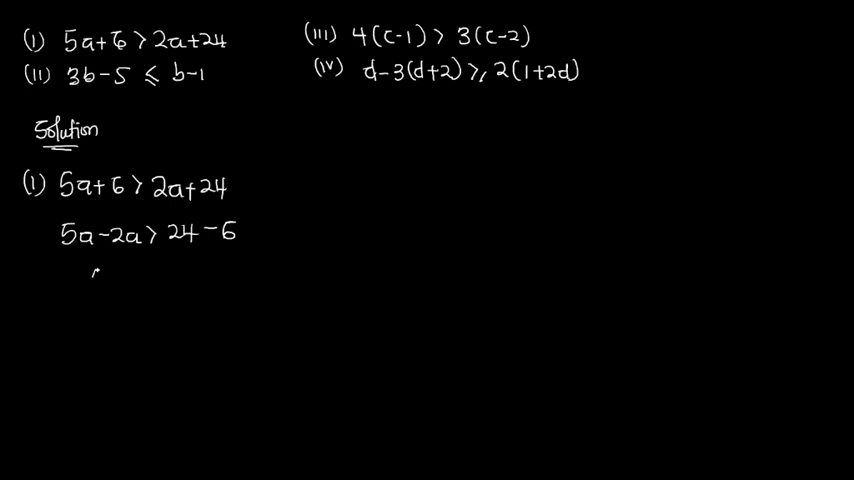 (i) 5a+6 > 2a+24
(ii) 3b-5 ≤ b-1
(iii) 4(c-1) > 3(c-2)
(iv) d-3(d+2) ≥ 2(1+2d)
Solution
(i) 5a+6 > 2a+24
5a-2a > 24-6